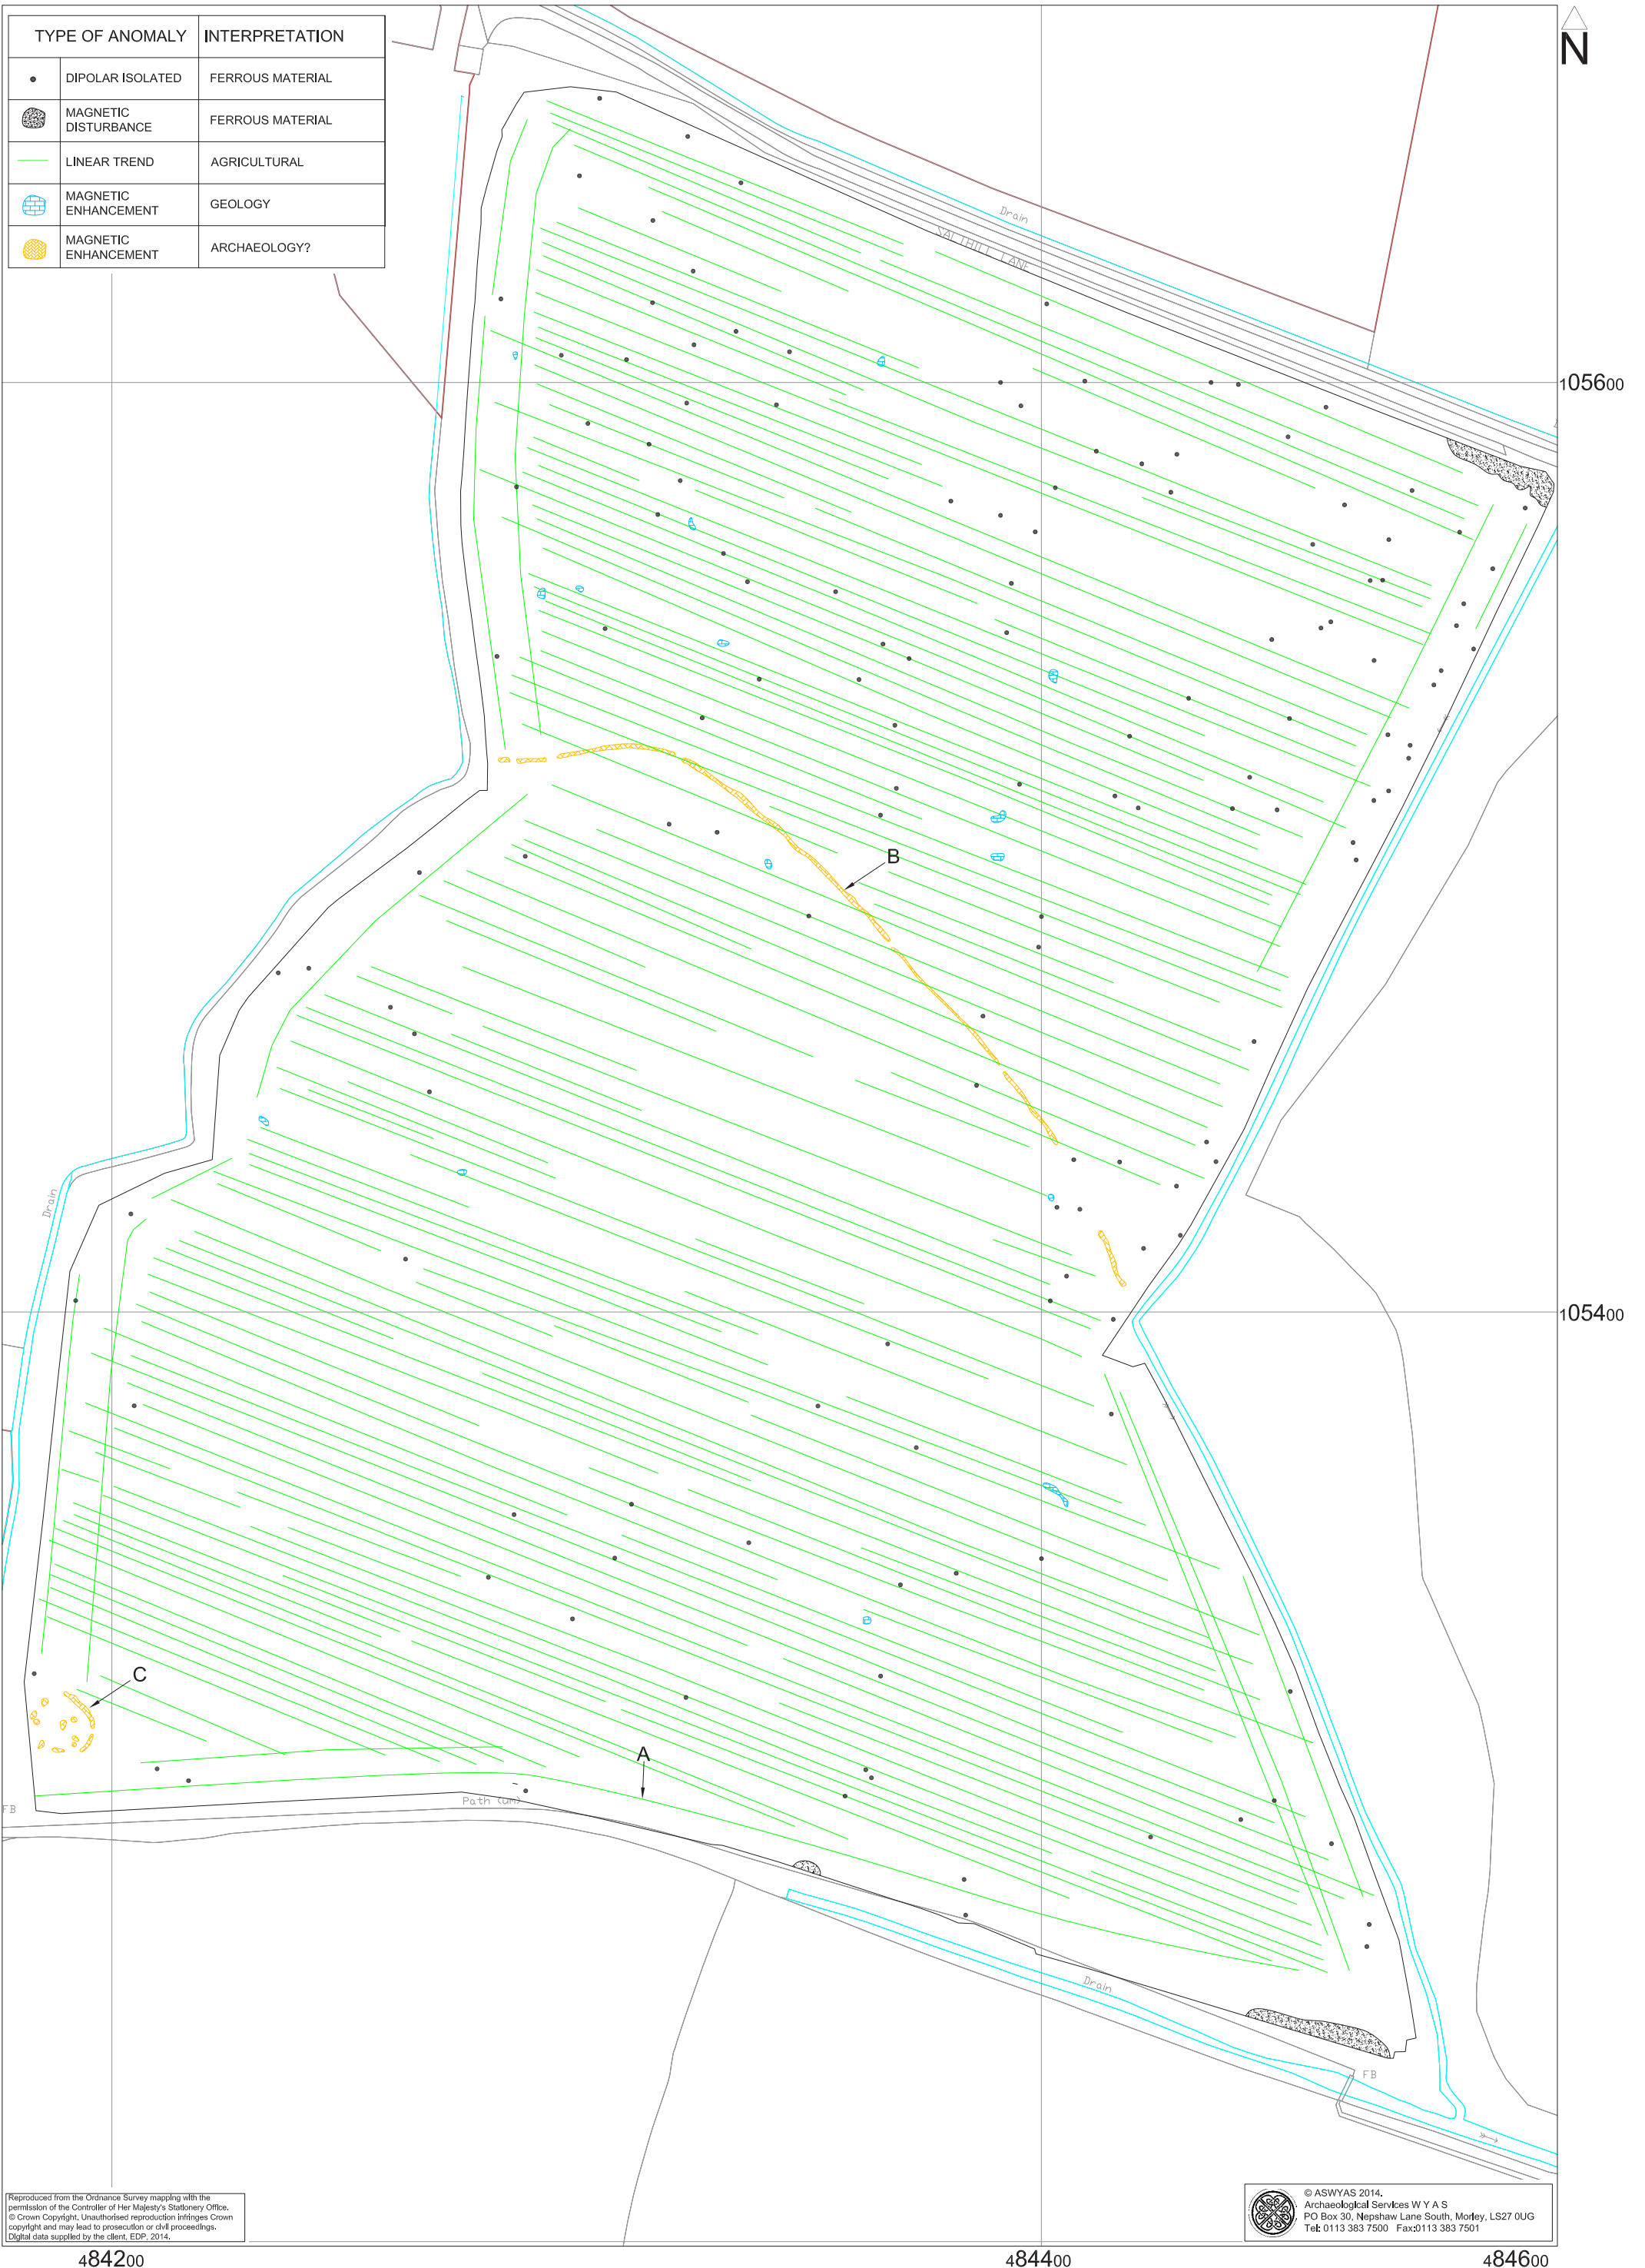 TYPE OF ANOMALY INTERPRETATION
DIPOLAR ISOLATED FERROUS MATERIAL
MAGNETIC
DISTURBANCE FERROUS MATERIAL
LINEAR TREND AGRICULTURAL
MAGNETIC
ENHANCEMENT GEOLOGY
MAGNETIC
ENHANCEMENT ARCHAEOLOGY?
N
Drain
SALTHILL LANE
105600
B
Drain
105400
C
A
FB
Path (um)
Drain
FB
Reproduced from the Ordnance Survey mapping with the
permission of the Controller of Her Majesty's Stationery Office.
© Crown Copyright. Unauthorised reproduction infringes Crown
copyright and may lead to prosecution or civil proceedings.
Digital data supplied by the client, EDP, 2014.
© ASWYAS 2014.
Archaeological Services W Y A S
PO Box 30, Nepshaw Lane South, Morley, LS27 0UG
Tel: 0113 383 7500 Fax:0113 383 7501
484200
484400
484600